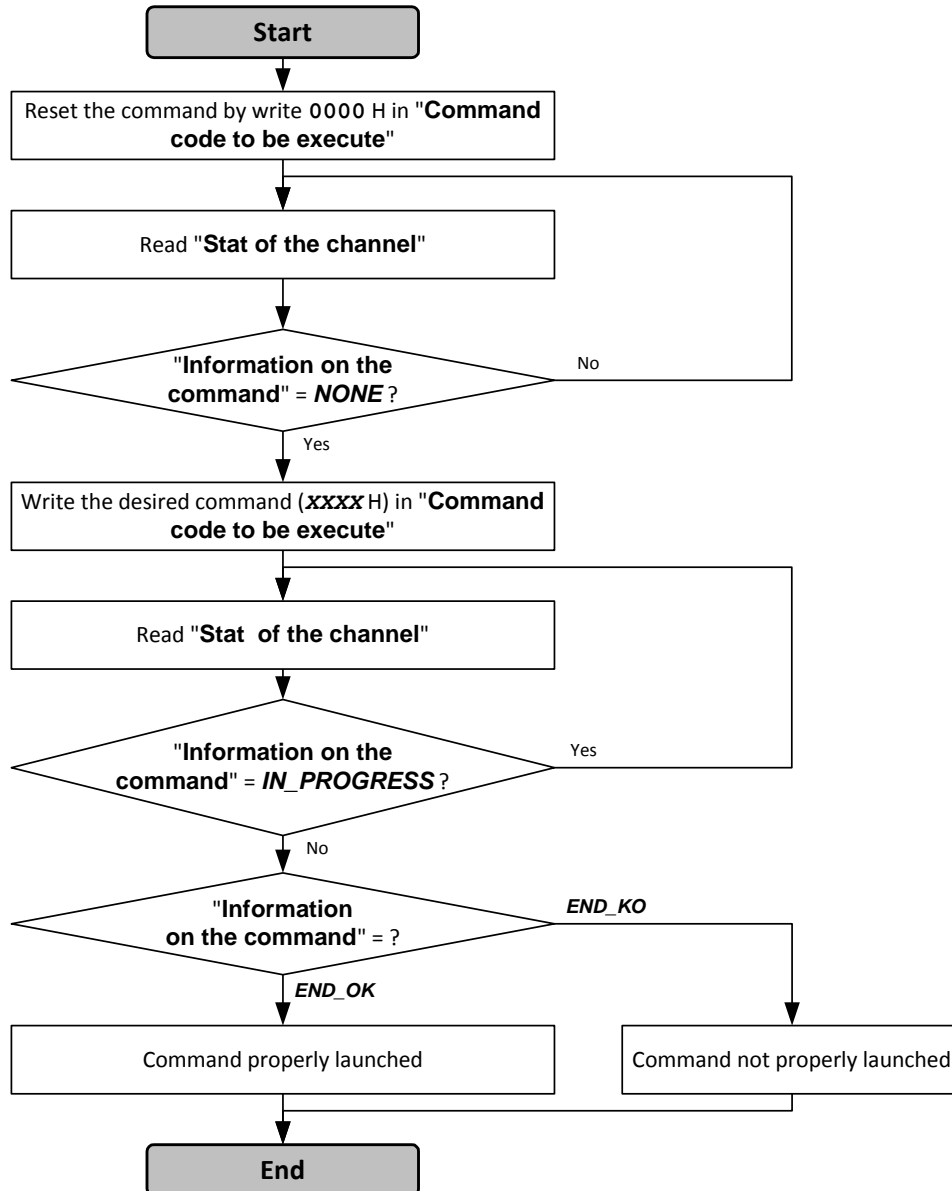 Start
Reset the command by write 0000 H in "Command
code to be execute"
Read "Stat of the channel"
"Information on the
command" = NONE ?
No
Yes
Write the desired command (xxxx H) in "Command
code to be execute"
Read "Stat of the channel"
"Information on the
command" = IN_PROGRESS ?
Yes
No
"Information
on the command" = ?
END_KO
END_OK
Command properly launched
Command not properly launched
End